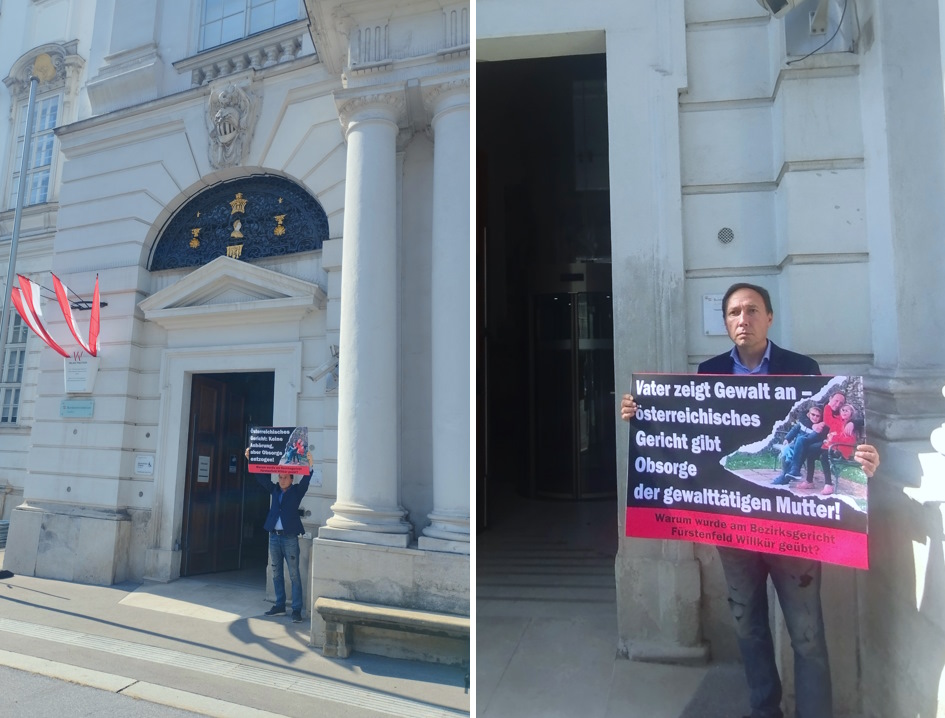 österreichisches
Gericht: Keine
Anhörung,
aber Obsorge
entzogen!
Vater zeigt Gewalt an –
österreichisches
Gericht gibt
Obsorge
der gewalttätigen Mutter!
Warum wurde am Bezirksgericht
Fürstenfeld Willkür geübt?